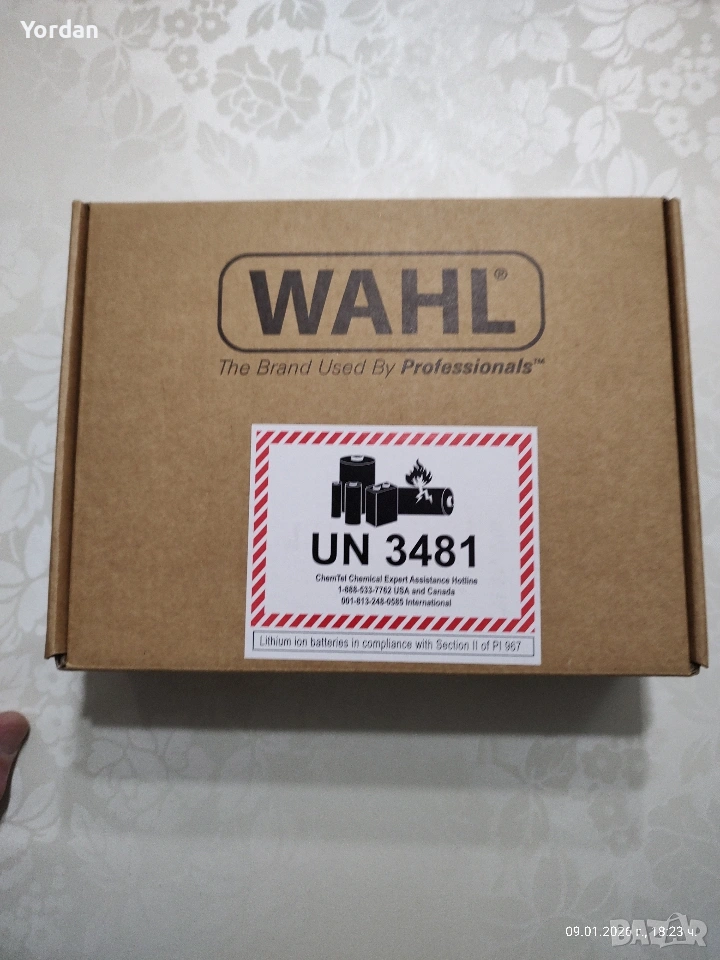 Yordan
WAHL®
The Brand Used By Professionals™
UN 3481
ChemTel Chemical Expert Assistance Hotline
1-888-533-7762 USA and Canada
001-813-248-0585 International
Lithium ion batteries in compliance with Section II of PI 967
09.01.2026 г., 18:23 ч.
BAZAR